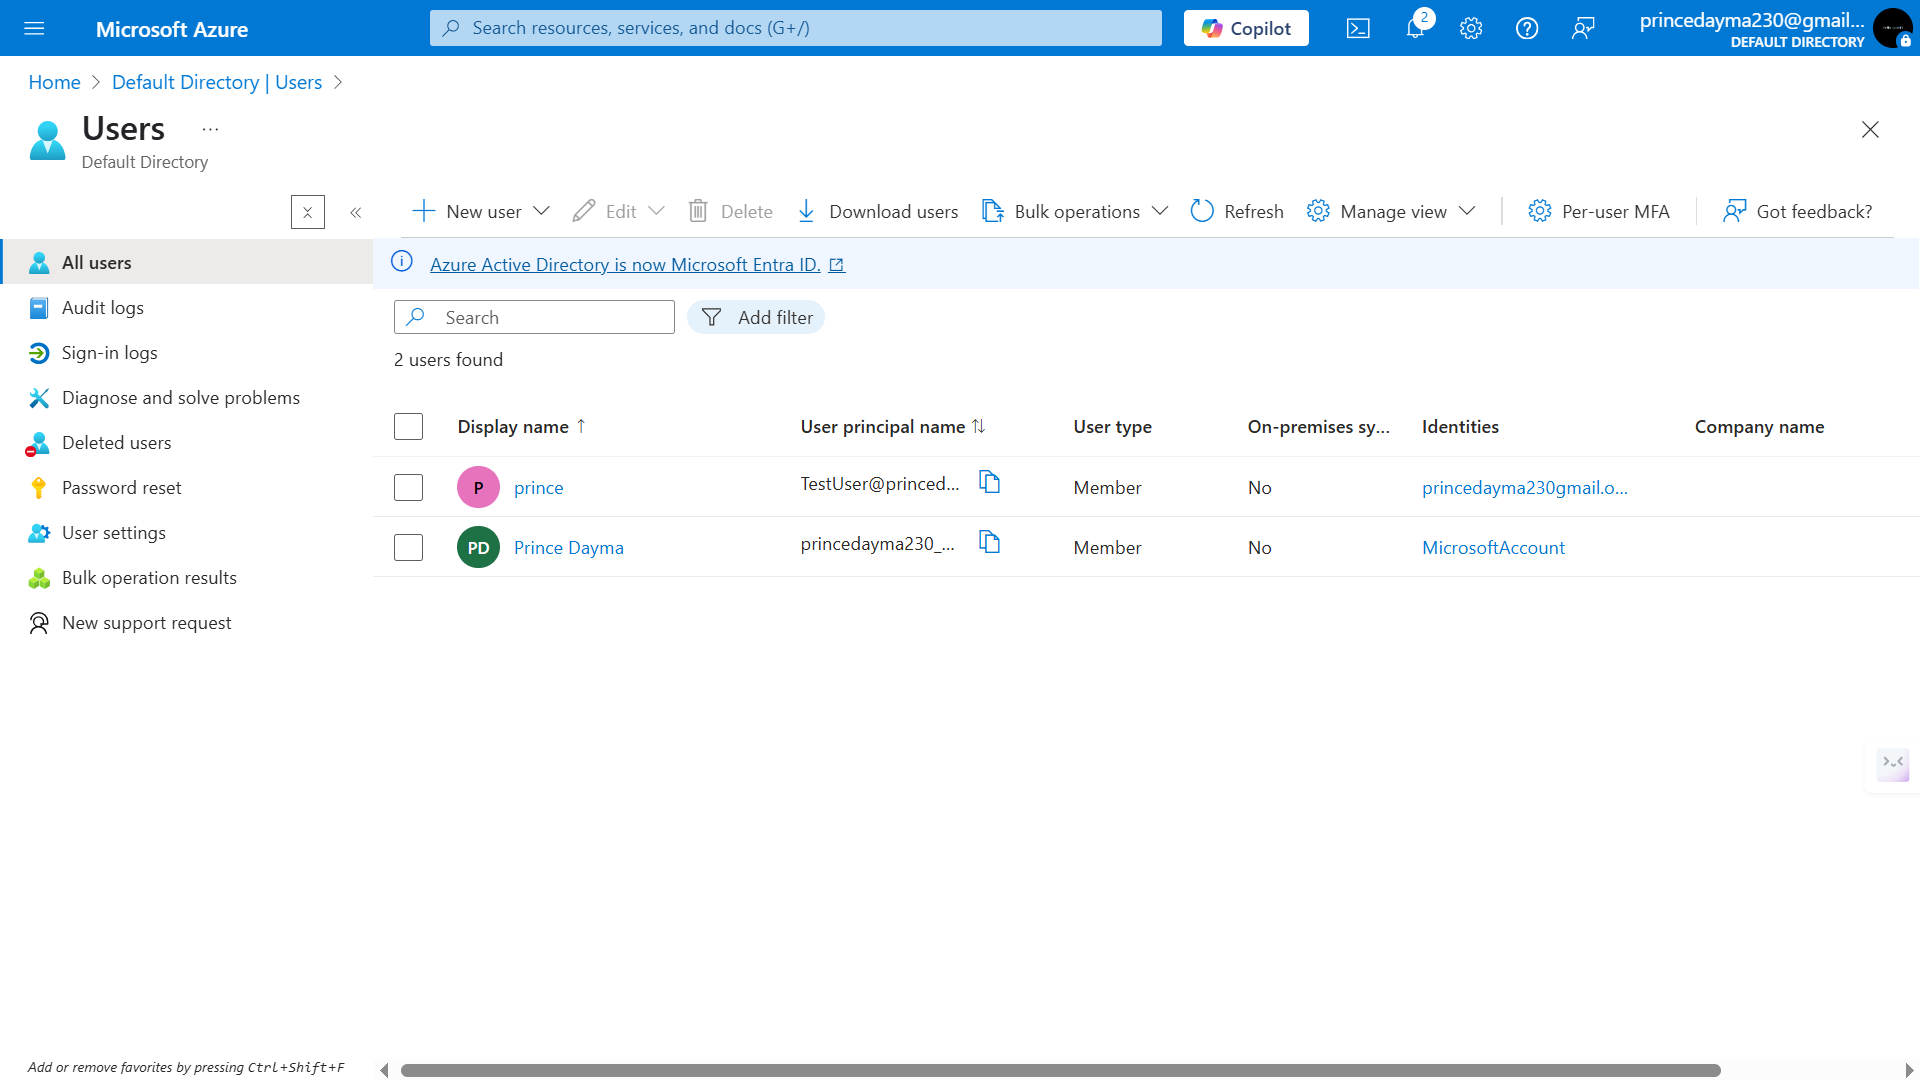 Microsoft Azure
Search resources, services, and docs (G+/)
Copilot
2
princedayma230@gmail...
DEFAULT DIRECTORY
Home
Default Directory | Users
Users
...
Default Directory
New user
Edit
Delete
Download users
Bulk operations
Refresh
Manage view
Per-user MFA
Got feedback?
All users
Audit logs
Sign-in logs
Diagnose and solve problems
Deleted users
Password reset
User settings
Bulk operation results
New support request
Azure Active Directory is now Microsoft Entra ID.
Search
Add filter
2 users found
Display name ↑ User principal name ↑↓ User type On-premises sy... Identities Company name
P prince TestUser@princed... Member No princedayma230gmail.o...
PD Prince Dayma princedayma230_... Member No MicrosoftAccount
Add or remove favorites by pressing Ctrl+Shift+F